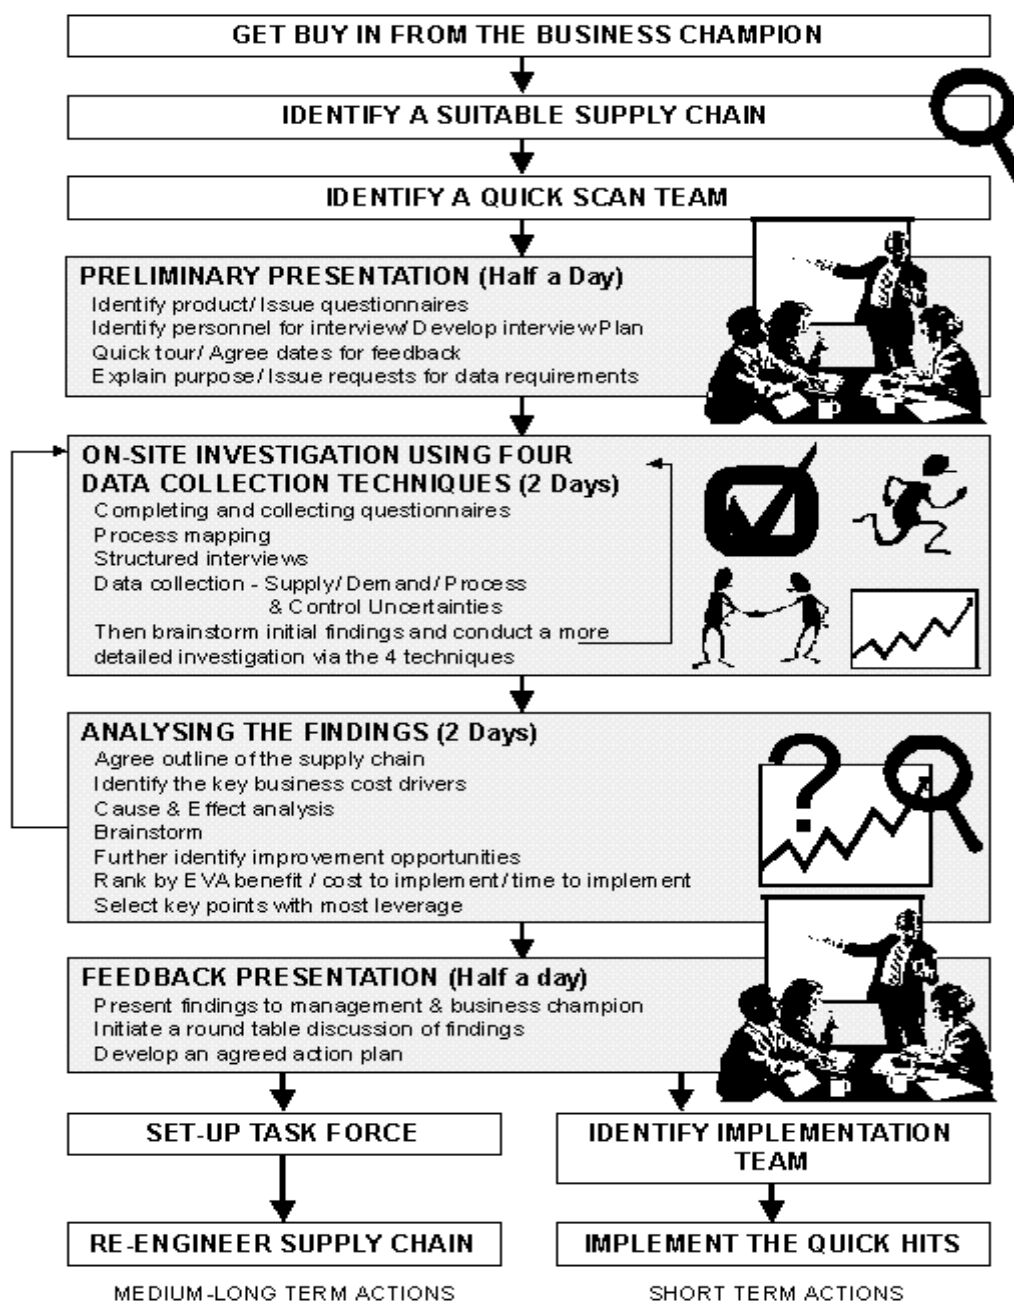 GET BUY IN FROM THE BUSINESS CHAMPION
IDENTIFY A SUITABLE SUPPLY CHAIN
IDENTIFY A QUICK SCAN TEAM
PRELIMINARY PRESENTATION (Half a Day)
Identify product/ Issue questionnaires
Identify personnel for interview/ Develop interview Plan
Quick tour/ Agree dates for feedback
Explain purpose/ Issue requests for data requirements
ON-SITE INVESTIGATION USING FOUR
DATA COLLECTION TECHNIQUES (2 Days)
Completing and collecting questionnaires
Process mapping
Structured interviews
Data collection - Supply/ Demand/ Process
& Control Uncertainties
Then brainstorm initial findings and conduct a more
detailed investigation via the 4 techniques
ANALYSING THE FINDINGS (2 Days)
Agree outline of the supply chain
Identify the key business cost drivers
Cause & Effect analysis
Brainstorm
Further identify improvement opportunities
Rank by EVA benefit / cost to implement/ time to implement
Select key points with most leverage
?
FEEDBACK PRESENTATION (Half a day)
Present findings to management & business champion
Initiate a round table discussion of findings
Develop an agreed action plan
SET-UP TASK FORCE
IDENTIFY IMPLEMENTATION
TEAM
RE-ENGINEER SUPPLY CHAIN
IMPLEMENT THE QUICK HITS
MEDIUM-LONG TERM ACTIONS
SHORT TERM ACTIONS